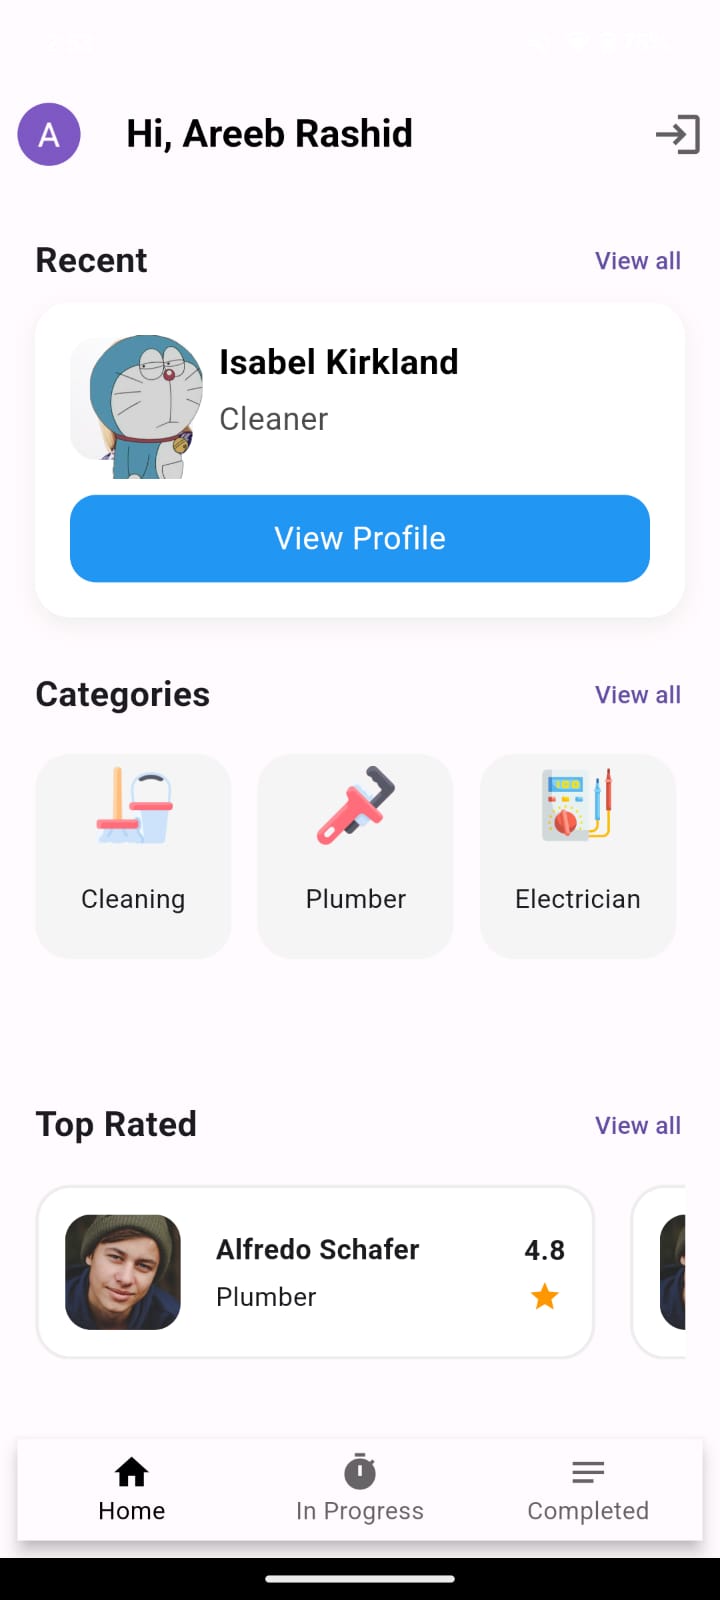 A
Hi, Areeb Rashid
Recent
View all
Isabel Kirkland
Cleaner
View Profile
Categories
View all
Cleaning
Plumber
Electrician
Top Rated
View all
Alfredo Schafer
4.8
Plumber
Home
In Progress
Completed